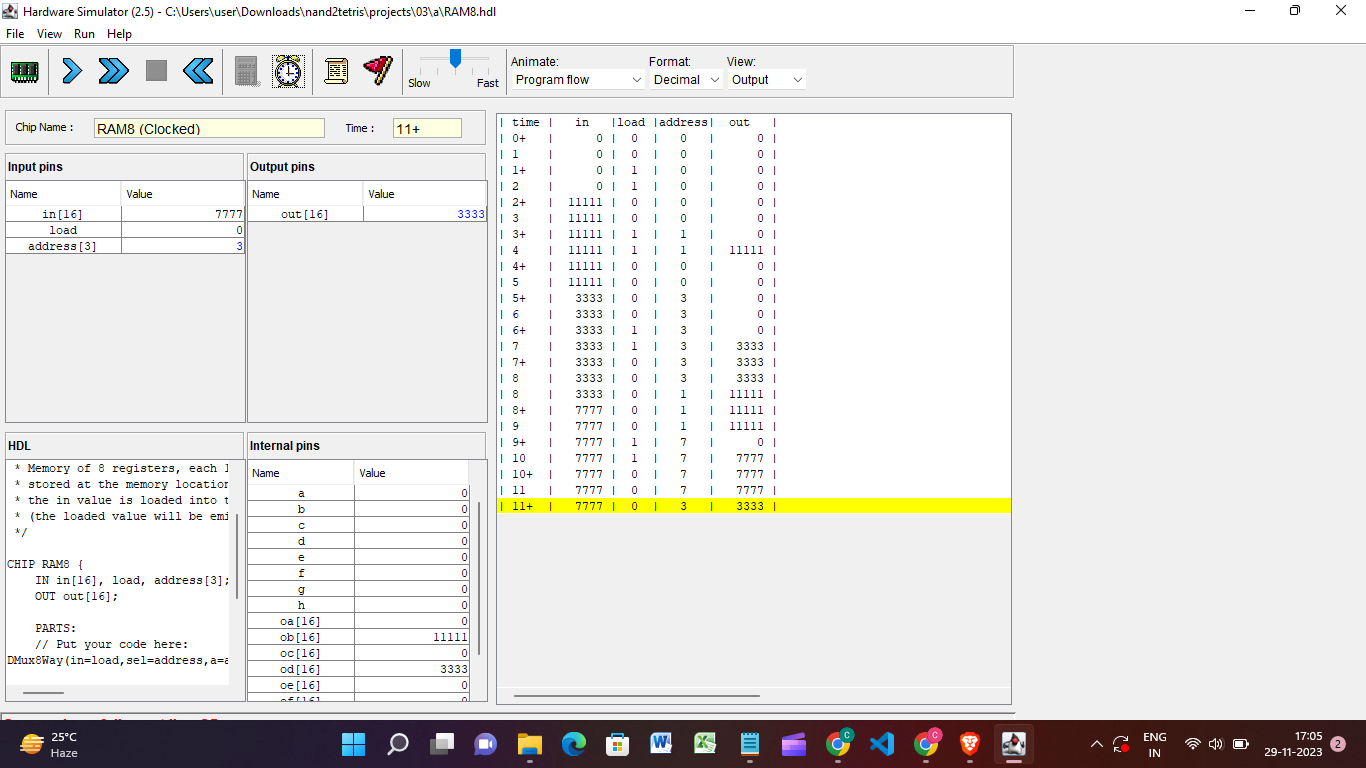 Hardware Simulator (2.5) - C:\Users\user\Downloads\nand2tetris\projects\03\a\RAM8.hdl
File View Run Help
Slow Fast
Animate: Format: View:
Program flow Decimal Output
Chip Name : RAM8 (Clocked) Time : 11+
Input pins
Name Value
in[16] 7777
load 0
address[3] 3
Output pins
Name Value
out[16] 3333
HDL
* Memory of 8 registers, each 1
* stored at the memory location
* the in value is loaded into t
* (the loaded value will be emi
*/
CHIP RAM8 {
IN in[16], load, address[3];
OUT out[16];
PARTS:
// Put your code here:
DMux8Way(in=load,sel=address,a=a
Internal pins
Name Value
a 0
b 0
c 0
d 0
e 0
f 0
g 0
h 0
oa[16] 0
ob[16] 11111
oc[16] 0
od[16] 3333
oe[16] 0
| time | in |load |address| out |
| 0+ | 0 | 0 | 0 | 0 |
| 1 | 0 | 0 | 0 | 0 |
| 1+ | 0 | 1 | 0 | 0 |
| 2 | 0 | 1 | 0 | 0 |
| 2+ | 11111 | 0 | 0 | 0 |
| 3 | 11111 | 0 | 0 | 0 |
| 3+ | 11111 | 1 | 1 | 0 |
| 4 | 11111 | 1 | 1 | 11111 |
| 4+ | 11111 | 0 | 0 | 0 |
| 5 | 11111 | 0 | 0 | 0 |
| 5+ | 3333 | 0 | 3 | 0 |
| 6 | 3333 | 0 | 3 | 0 |
| 6+ | 3333 | 1 | 3 | 0 |
| 7 | 3333 | 1 | 3 | 3333 |
| 7+ | 3333 | 0 | 3 | 3333 |
| 8 | 3333 | 0 | 3 | 3333 |
| 8 | 3333 | 0 | 1 | 11111 |
| 8+ | 7777 | 0 | 1 | 11111 |
| 9 | 7777 | 0 | 1 | 11111 |
| 9+ | 7777 | 1 | 7 | 0 |
| 10 | 7777 | 1 | 7 | 7777 |
| 10+ | 7777 | 0 | 7 | 7777 |
| 11 | 7777 | 0 | 7 | 7777 |
| 11+ | 7777 | 0 | 3 | 3333 |
25°C
Haze
ENG
IN
17:05
29-11-2023
2